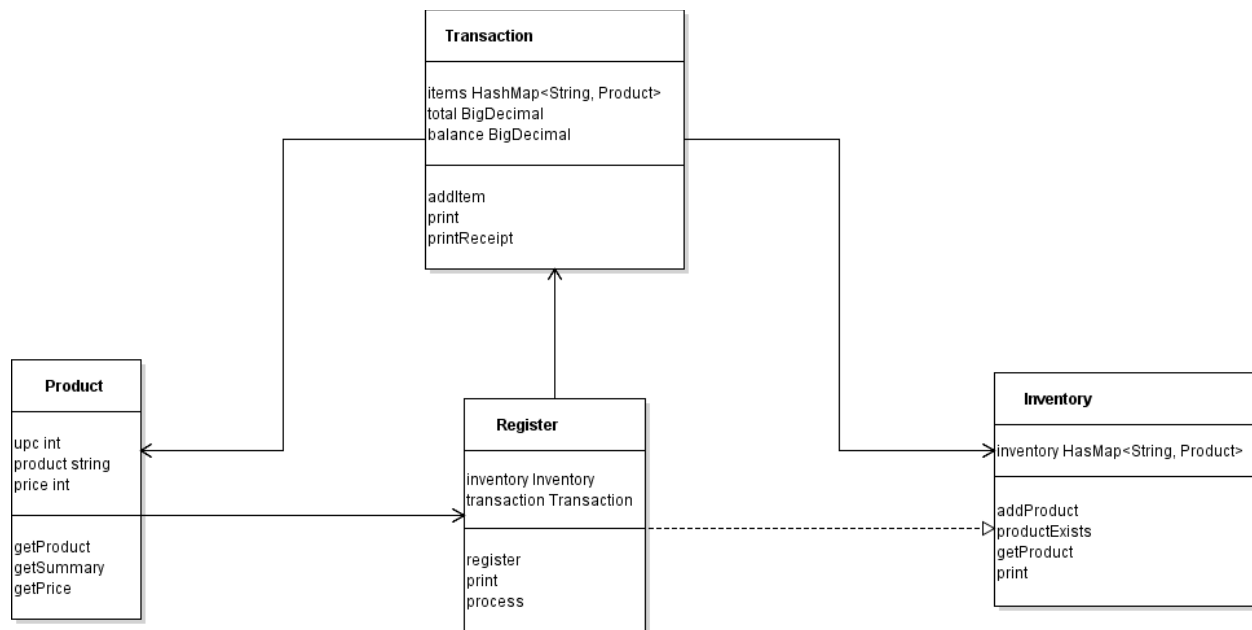 Transaction
items HashMap<String, Product>
total BigDecimal
balance BigDecimal
addItem
print
printReceipt
Product
upc int
product string
price int
getProduct
getSummary
getPrice
Register
inventory Inventory
transaction Transaction
register
print
process
Inventory
inventory HasMap<String, Product>
addProduct
productExists
getProduct
print